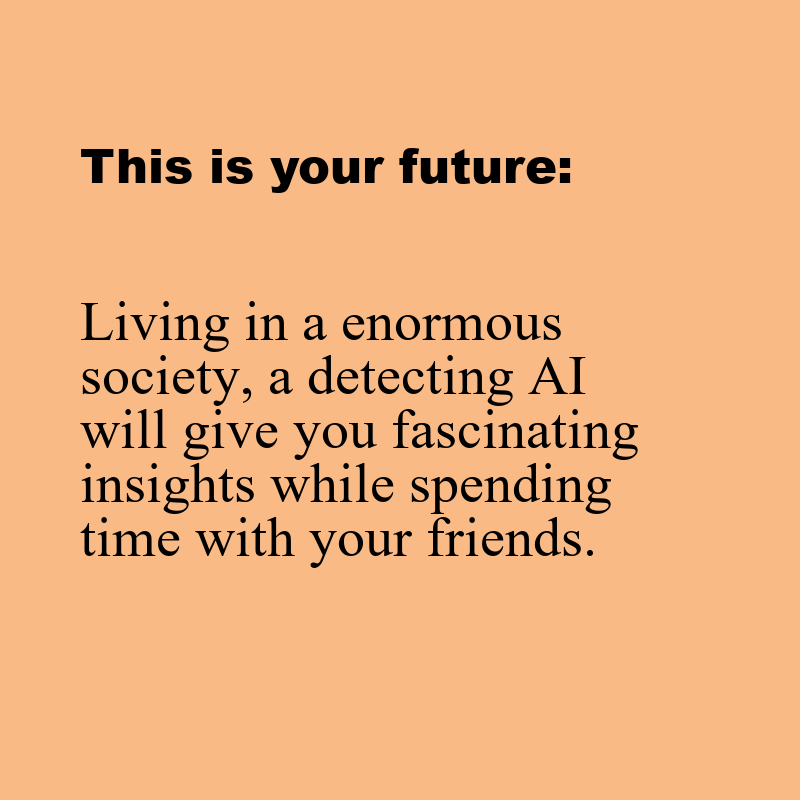 This is your future:
Living in a enormous
society, a detecting AI
will give you fascinating
insights while spending
time with your friends.